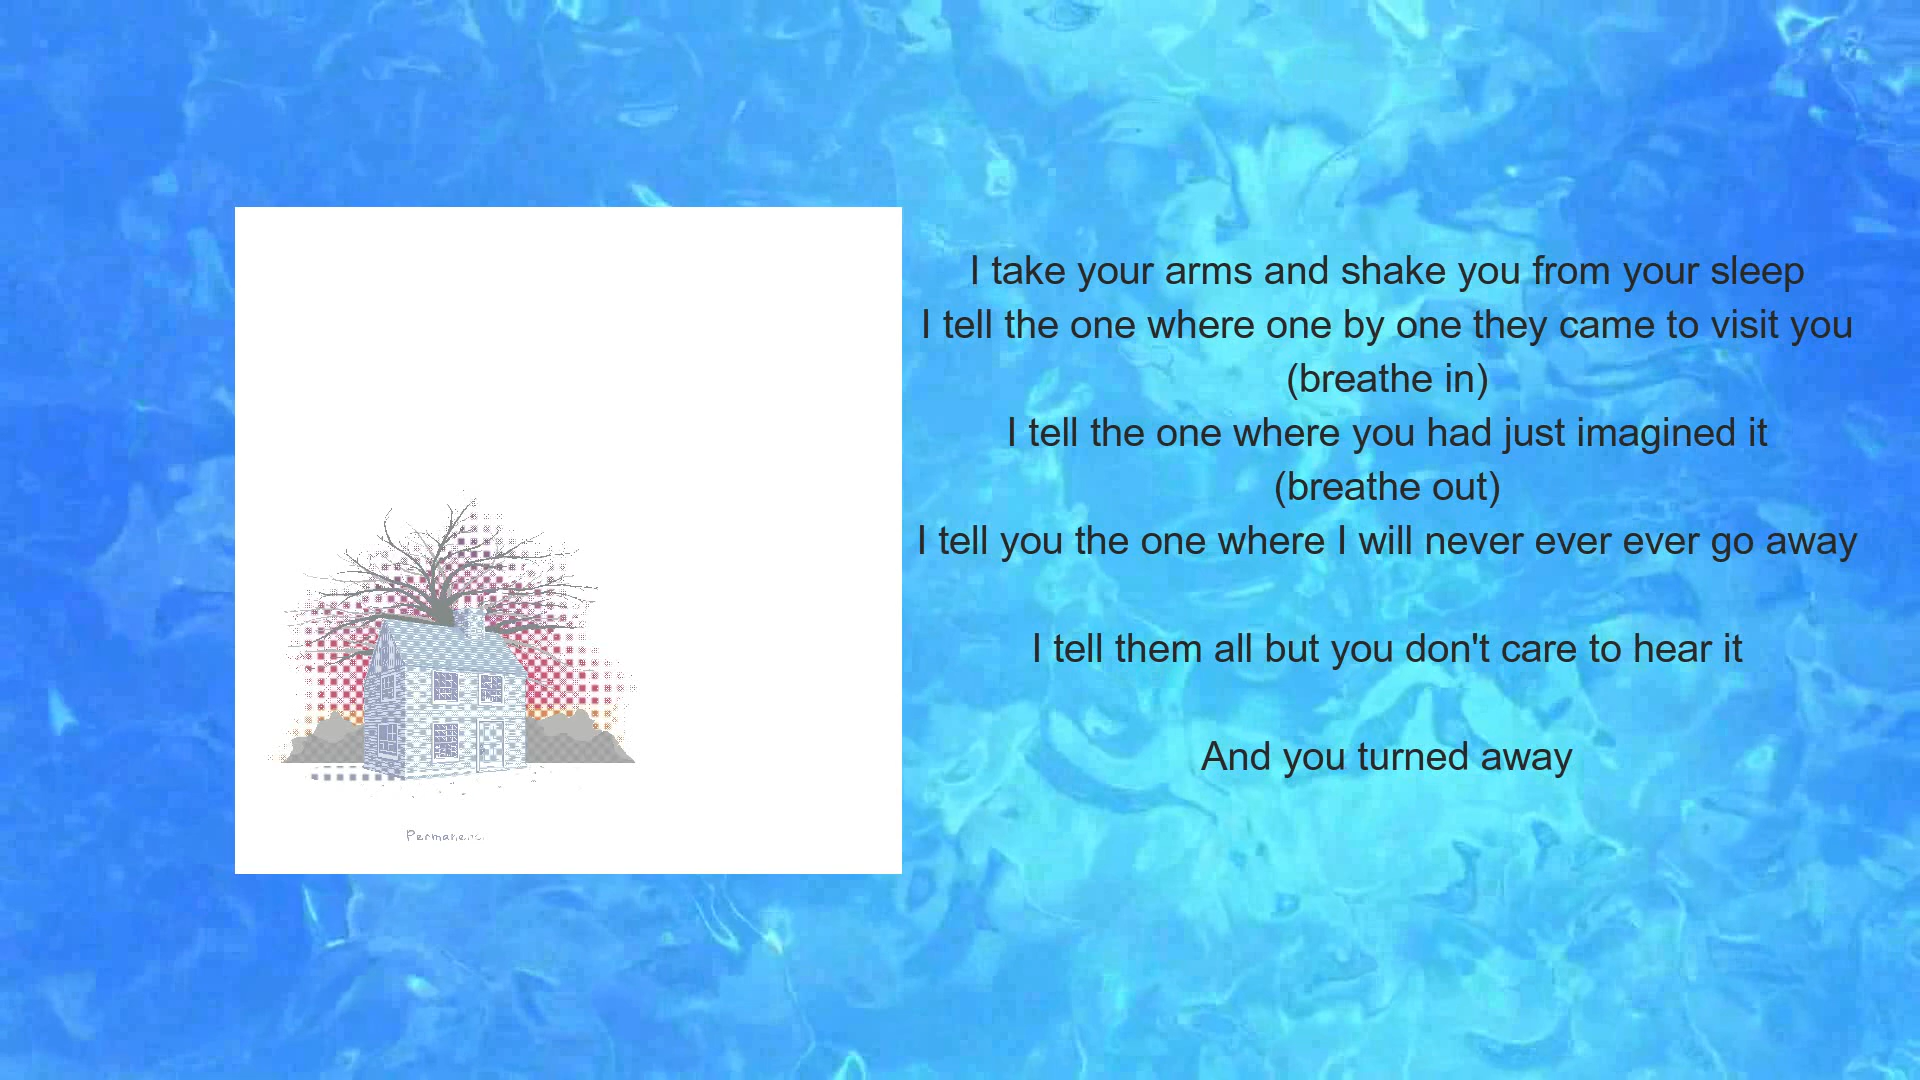 I take your arms and shake you from your sleep
I tell the one where one by one they came to visit you
(breathe in)
I tell the one where you had just imagined it
(breathe out)
I tell you the one where I will never ever ever go away
I tell them all but you don't care to hear it
And you turned away